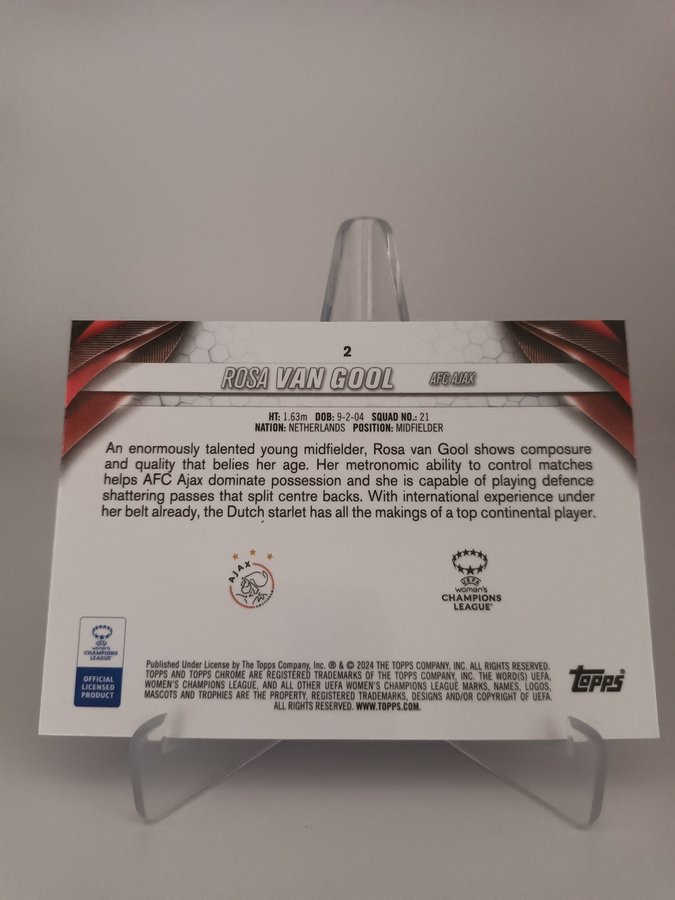 2
ROSA VAN GOOL AFC AJAX
HT: 1.63m DOB: 9-2-04 SQUAD NO.: 21
NATION: NETHERLANDS POSITION: MIDFIELDER
An enormously talented young midfielder, Rosa van Gool shows composure
and quality that belies her age. Her metronomic ability to control matches
helps AFC Ajax dominate possession and she is capable of playing defence
shattering passes that split centre backs. With international experience under
her belt already, the Dutch starlet has all the makings of a top continental player.
AJAX
AMSTERDAM
UEFA
women's
CHAMPIONS
LEAGUE
UEFA
women's
CHAMPIONS
LEAGUE
OFFICIAL
LICENSED
PRODUCT
Published Under License by The Topps Company, Inc. ® & © 2024 THE TOPPS COMPANY, INC. ALL RIGHTS RESERVED.
TOPPS AND TOPPS CHROME ARE REGISTERED TRADEMARKS OF THE TOPPS COMPANY, INC. THE WORD(S) UEFA,
WOMEN'S CHAMPIONS LEAGUE, AND ALL OTHER UEFA WOMEN'S CHAMPIONS LEAGUE MARKS, NAMES, LOGOS,
MASCOTS AND TROPHIES ARE THE PROPERTY, REGISTERED TRADEMARKS, DESIGNS AND/OR COPYRIGHT OF UEFA.
ALL RIGHTS RESERVED. WWW.TOPPS.COM.
Topps®